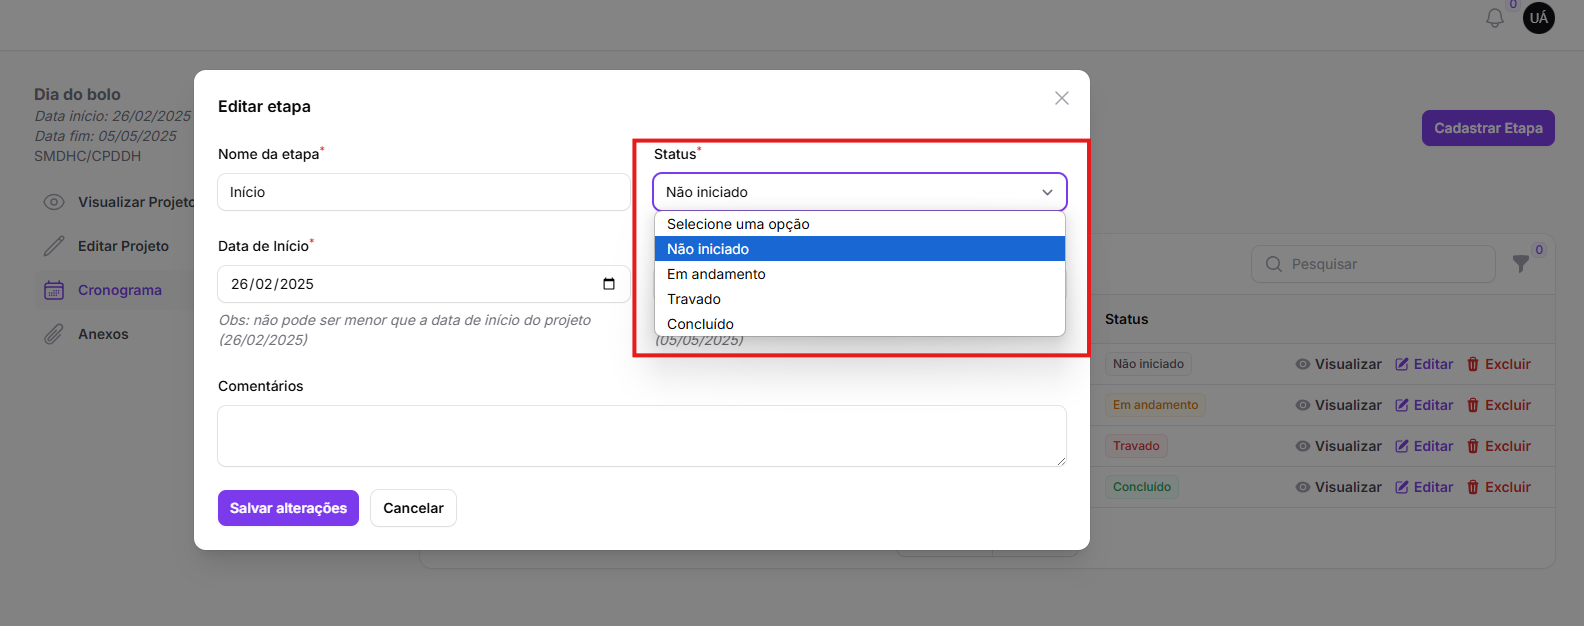 0
UÁ
Dia do bolo
Data início: 26/02/2025
Data fim: 05/05/2025
SMDHC/CPDDH
Visualizar Projeto
Editar Projeto
Cronograma
Anexos
Cadastrar Etapa
Editar etapa
Nome da etapa*
Início
Status*
Não iniciado
Selecione uma opção
Não iniciado
Em andamento
Travado
Concluído
Data de Início*
26/02/2025
Obs: não pode ser menor que a data de início do projeto
(26/02/2025)
(05/05/2025)
Comentários
Salvar alterações
Cancelar
Pesquisar
0
Status
Não iniciado Visualizar Editar Excluir
Em andamento Visualizar Editar Excluir
Travado Visualizar Editar Excluir
Concluído Visualizar Editar Excluir